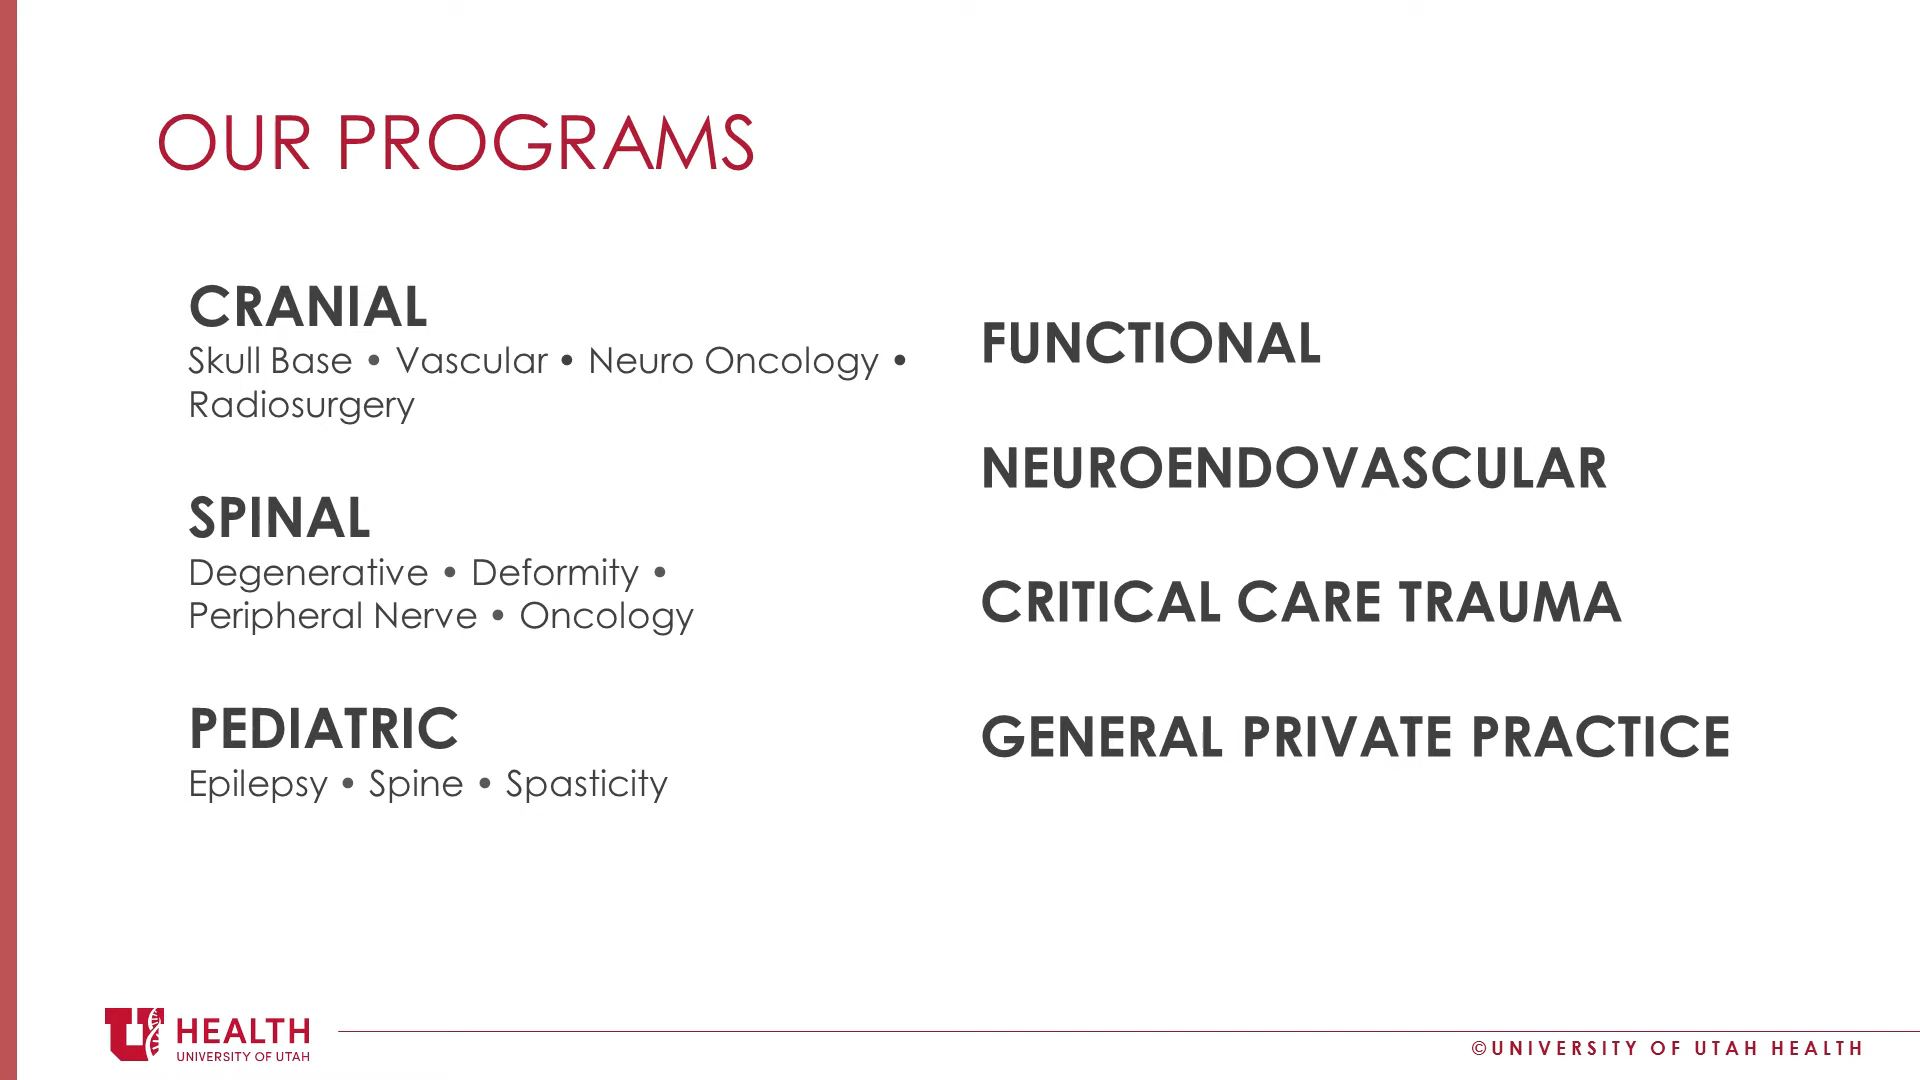 OUR PROGRAMS
CRANIAL
Skull Base • Vascular • Neuro Oncology •
Radiosurgery
SPINAL
Degenerative • Deformity •
Peripheral Nerve • Oncology
PEDIATRIC
Epilepsy • Spine • Spasticity
FUNCTIONAL
NEUROENDOVASCULAR
CRITICAL CARE TRAUMA
GENERAL PRIVATE PRACTICE
U HEALTH
UNIVERSITY OF UTAH
©UNIVERSITY OF UTAH HEALTH